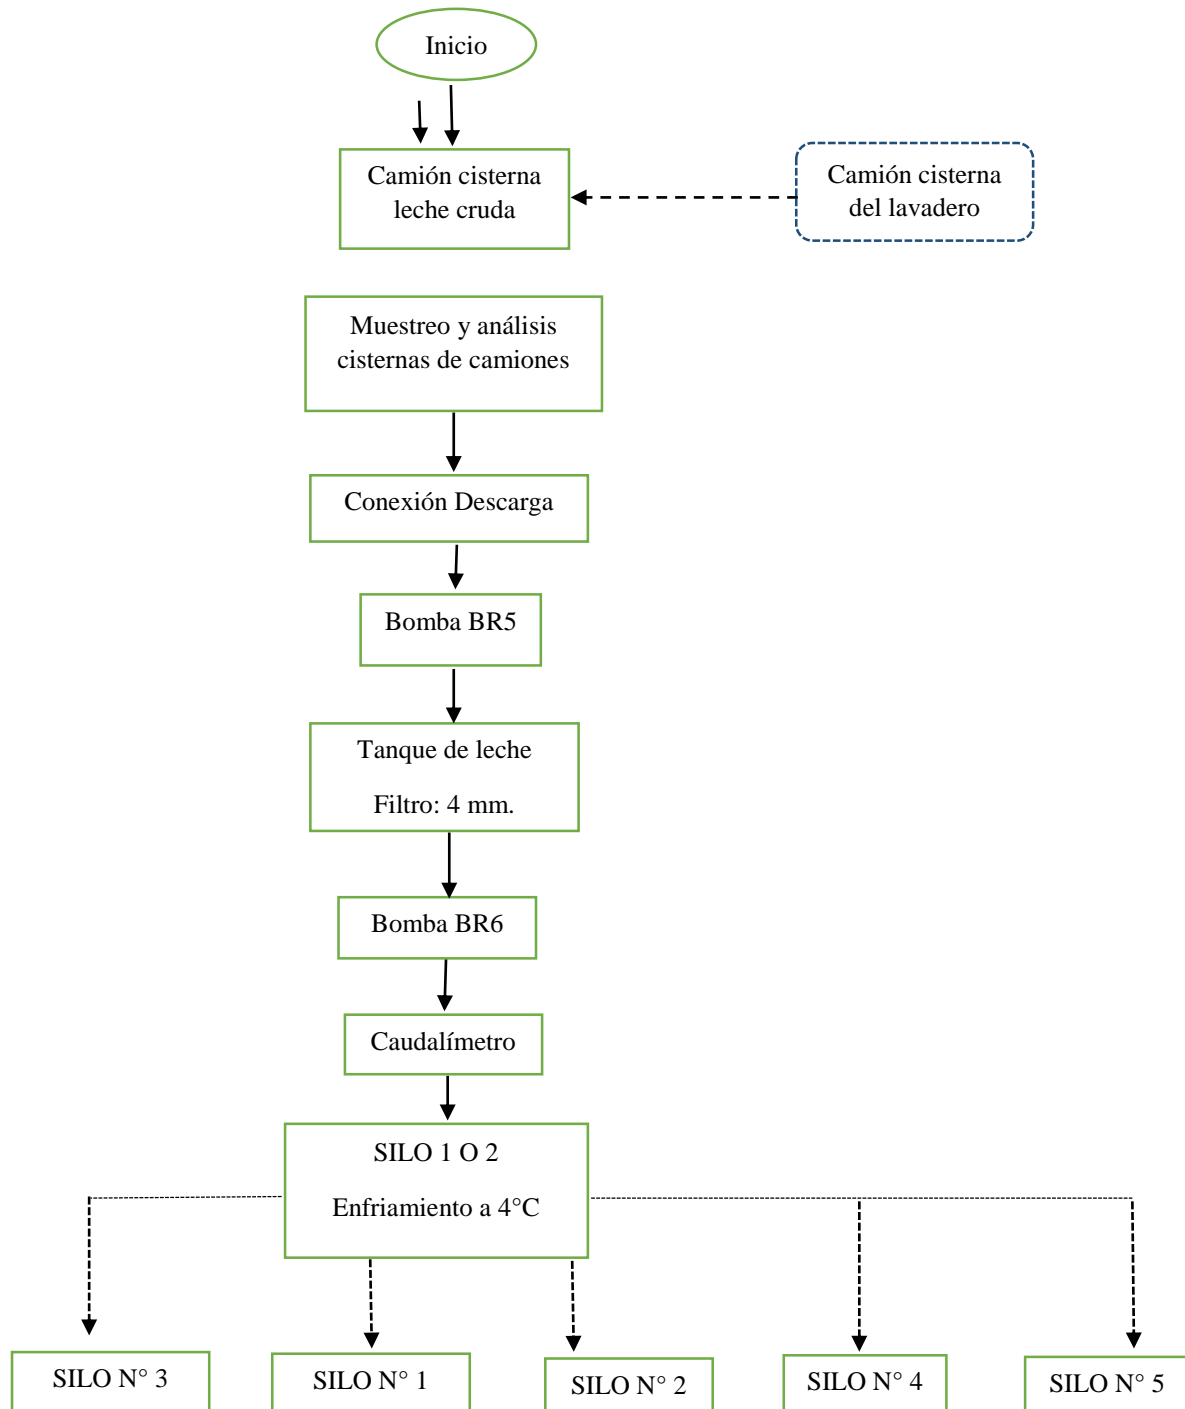 Inicio
Camión cisterna
leche cruda
Camión cisterna
del lavadero
Muestreo y análisis
cisternas de camiones
Conexión Descarga
Bomba BR5
Tanque de leche
Filtro: 4 mm.
Bomba BR6
Caudalímetro
SILO 1 O 2
Enfriamiento a 4°C
SILO N° 3
SILO N° 1
SILO N° 2
SILO N° 4
SILO N° 5